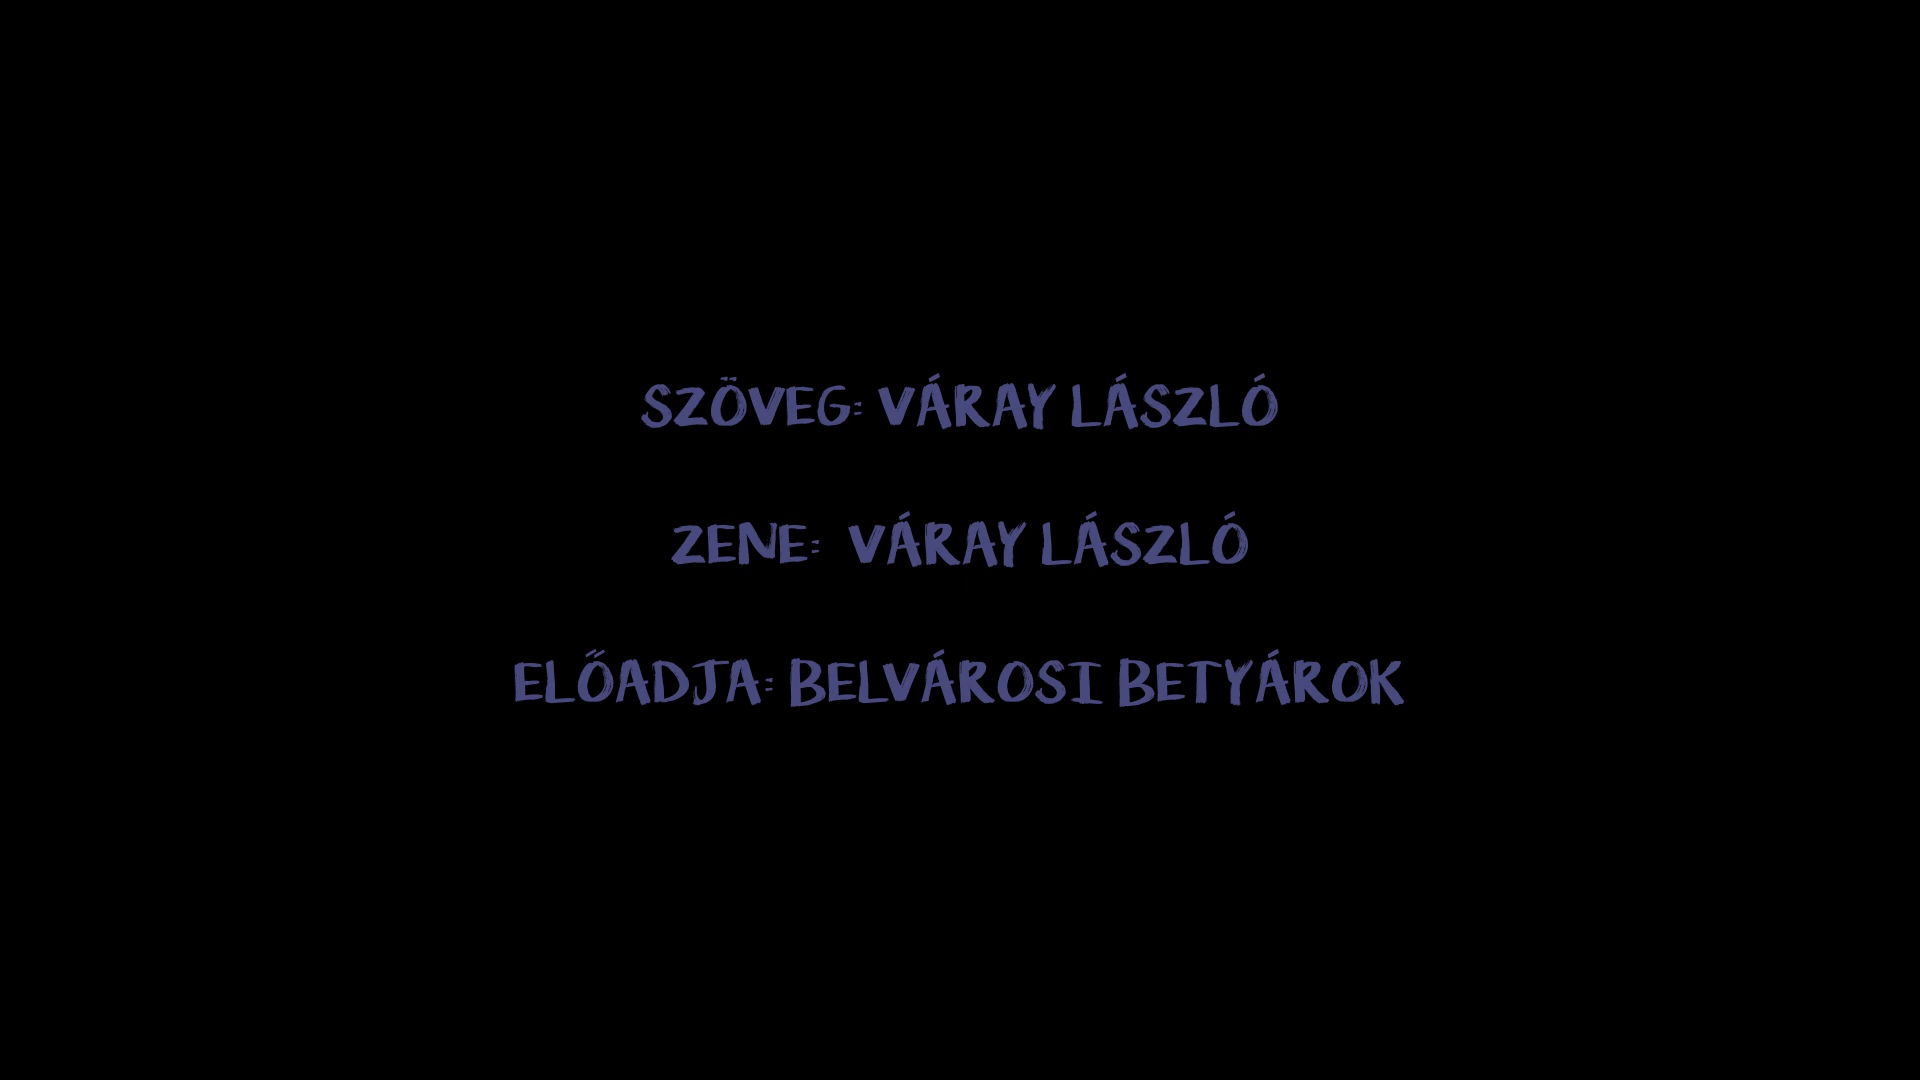 SZÖVEG: VÁRAY LÁSZLÓ
ZENE: VÁRAY LÁSZLÓ
ELŐADJA: BELVÁROSI BETYÁROK